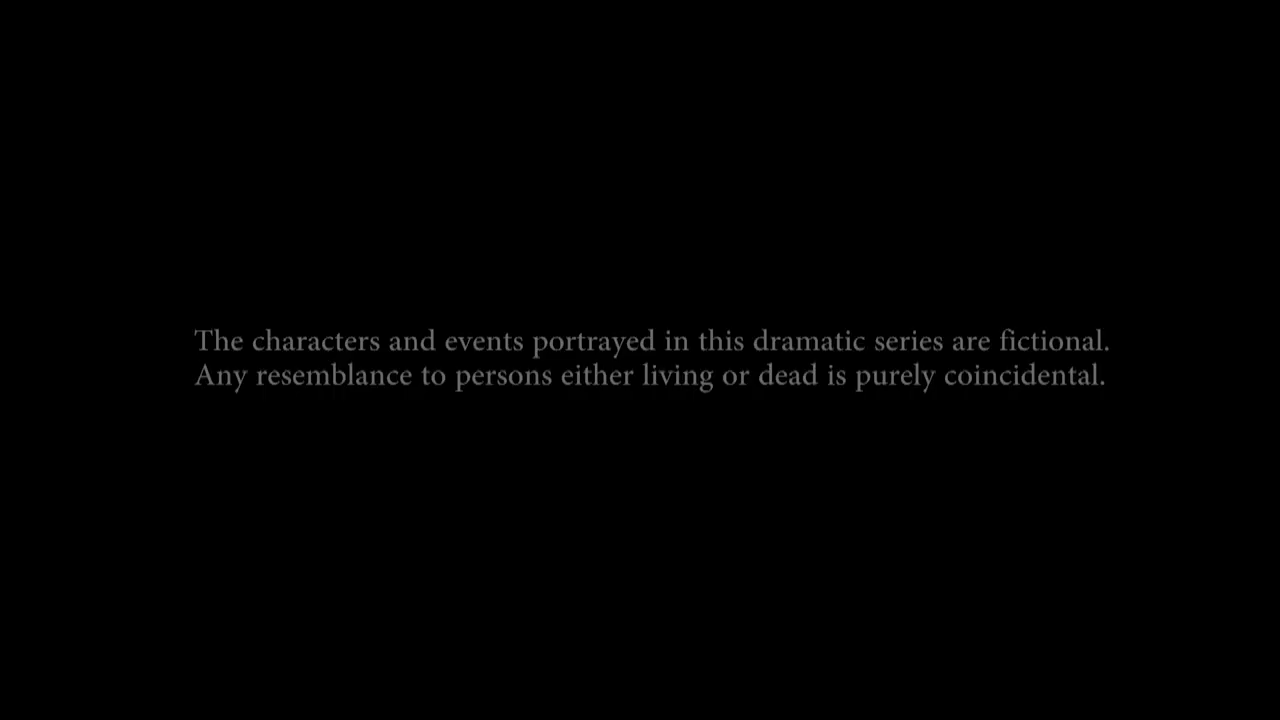 The characters and events portrayed in this dramatic series are fictional.
Any resemblance to persons either living or dead is purely coincidental.